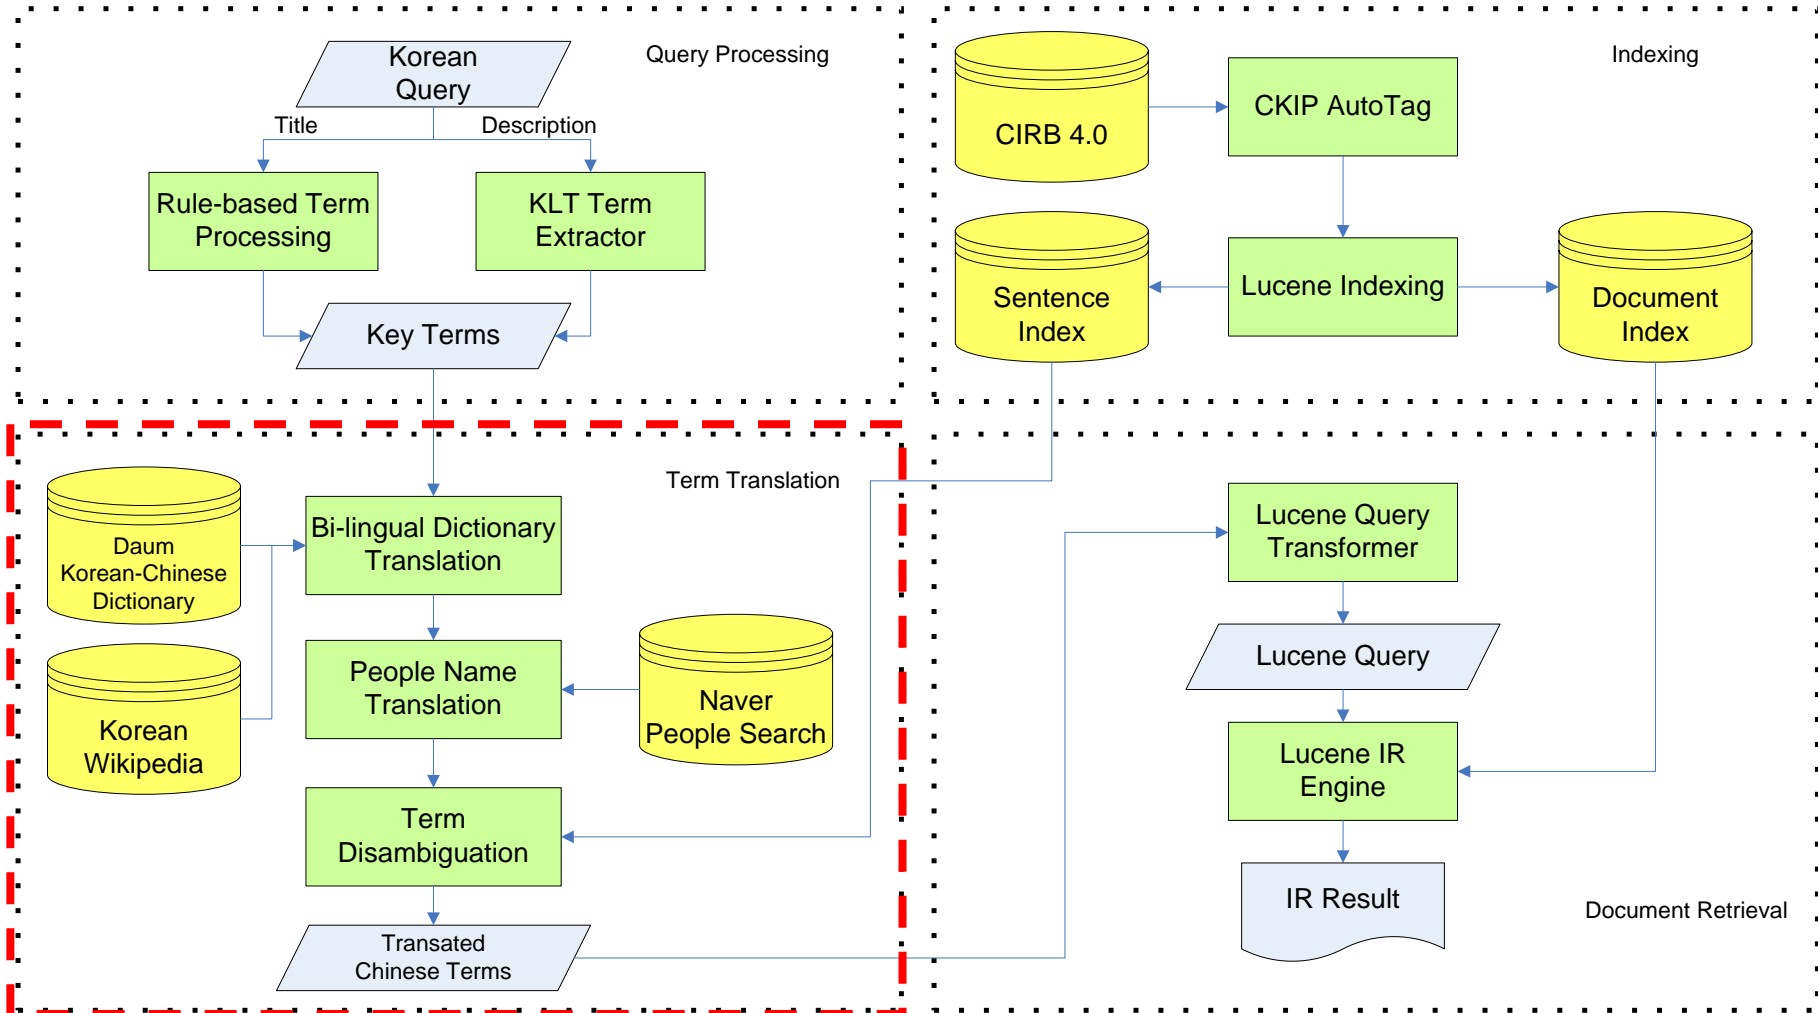 Query Processing
Korean
Query
Title
Description
Rule-based Term
Processing
KLT Term
Extractor
Key Terms
Indexing
CIRB 4.0
CKIP AutoTag
Sentence
Index
Lucene Indexing
Document
Index
Term Translation
Daum
Korean-Chinese
Dictionary
Bi-lingual Dictionary
Translation
Korean
Wikipedia
People Name
Translation
Naver
People Search
Term
Disambiguation
Transated
Chinese Terms
Lucene Query
Transformer
Lucene Query
Lucene IR
Engine
IR Result
Document Retrieval